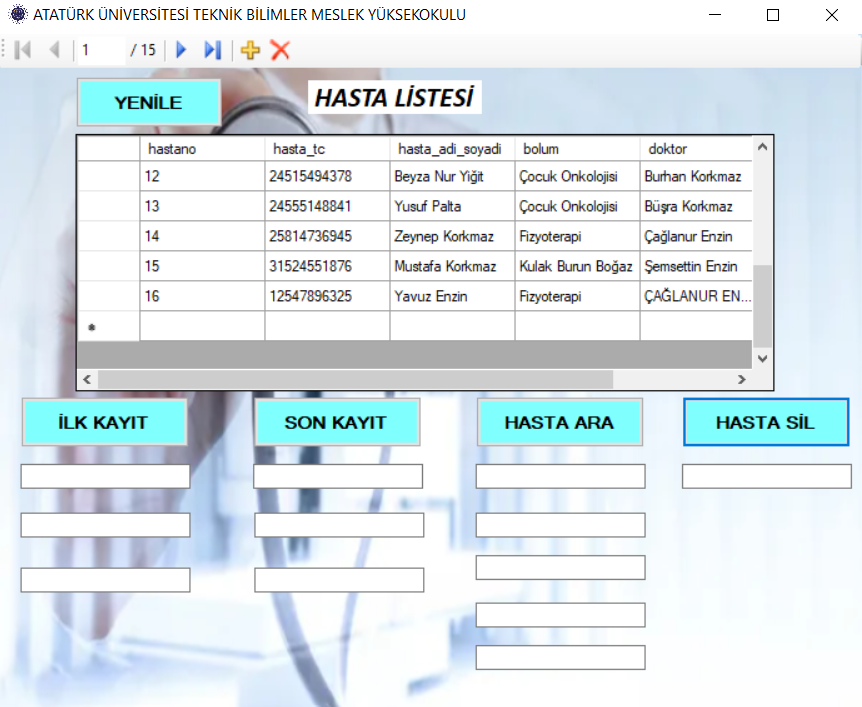 ATATÜRK ÜNİVERSİTESİ TEKNİK BİLİMLER MESLEK YÜKSEKOKULU
1 / 15
YENİLE
HASTA LİSTESİ
hastano hasta_tc hasta_adi_soyadi bolum doktor
12 24515494378 Beyza Nur Yiğit Çocuk Onkolojisi Burhan Korkmaz
13 24555148841 Yusuf Palta Çocuk Onkolojisi Büşra Korkmaz
14 25814736945 Zeynep Korkmaz Fizyoterapi Çağlanur Enzin
15 31524551876 Mustafa Korkmaz Kulak Burun Boğaz Şemsettin Enzin
16 12547896325 Yavuz Enzin Fizyoterapi ÇAĞLANUR EN...
*
İLK KAYIT SON KAYIT HASTA ARA HASTA SİL